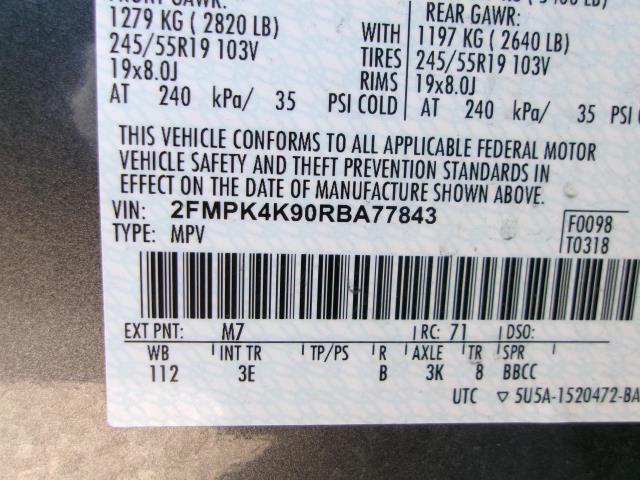 FRONT GAWR:
1279 KG ( 2820 LB)
245/55R19 103V
19x8.0J
AT 240 kPa/ 35 PSI COLD
WITH
TIRES
RIMS
REAR GAWR:
1197 KG ( 2640 LB)
245/55R19 103V
19x8.0J
AT 240 kPa/ 35 PSI
THIS VEHICLE CONFORMS TO ALL APPLICABLE FEDERAL MOTOR
VEHICLE SAFETY AND THEFT PREVENTION STANDARDS IN
EFFECT ON THE DATE OF MANUFACTURE SHOWN ABOVE.
VIN: 2FMPK4K90RBA77843
TYPE: MPV
F0098
T0318
EXT PNT: M7 RC: 71 DSO:
WB INT TR TP/PS R AXLE TR SPR
112 3E B 3K 8 BBCC
UTC ▽ 5U5A-1520472-BA